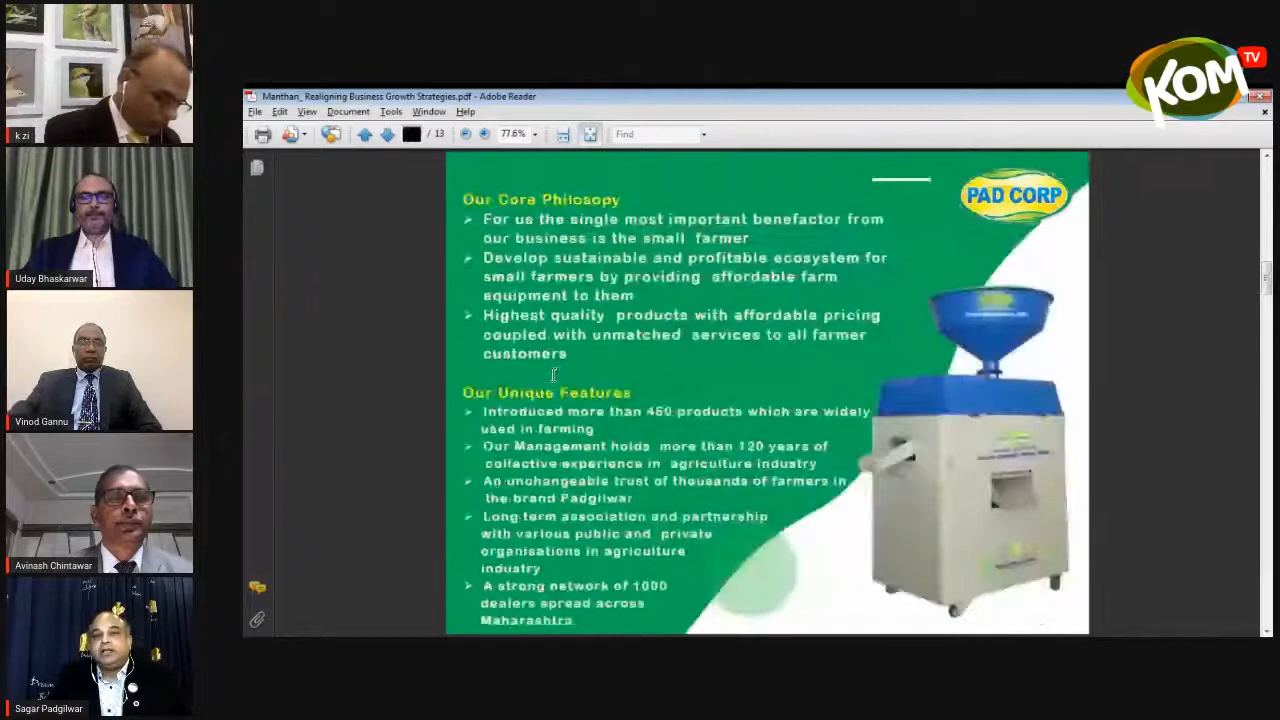 KOM TV
k zi
Uday Bhaskarwar
Vinod Gannu
Avinash Chintawar
Sagar Padgilwar
Manthan_ Realigning Business Growth Strategies.pdf - Adobe Reader
File Edit View Document Tools Window Help
/ 13 77.6% Find
PAD CORP
Our Core Philosopy
➢ For us the single most important benefactor from
our business is the small farmer
➢ Develop sustainable and profitable ecosystem for
small farmers by providing affordable farm
equipment to them
➢ Highest quality products with affordable pricing
coupled with unmatched services to all farmer
customers
Our Unique Features
➢ Introduced more than 450 products which are widely
used in farming
➢ Our Management holds more than 120 years of
collective experience in agriculture industry
➢ An unchangeable trust of thousands of farmers in
the brand Padgilwar
➢ Long term association and partnership
with various public and private
organisations in agriculture
industry
➢ A strong network of 1000
dealers spread across
Maharashtra